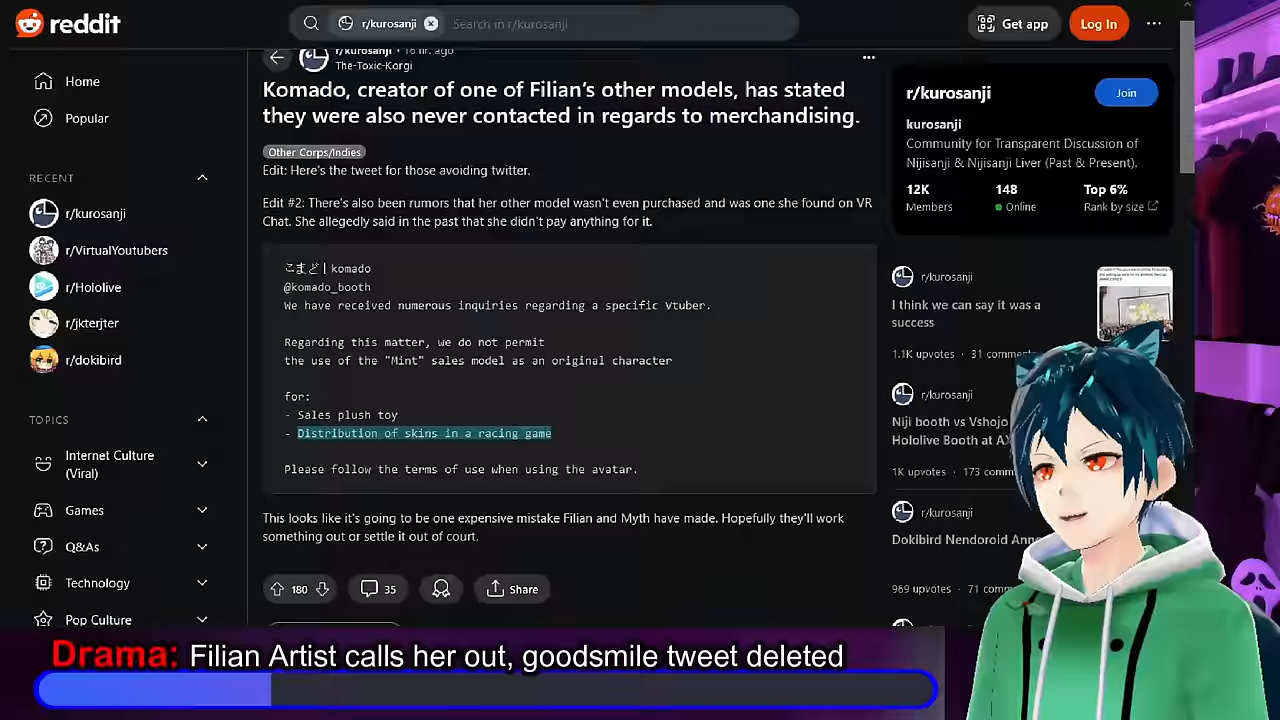 reddit
r/kurosanji
Search in r/kurosanji
Get app
Log In
Home
Popular
RECENT
r/kurosanji
r/VirtualYoutubers
r/Hololive
r/jkterjter
r/dokibird
TOPICS
Internet Culture
(Viral)
Games
Q&As
Technology
Pop Culture
r/kurosanji • 16 hr. ago
The-Toxic-Korgi
Komado, creator of one of Filian's other models, has stated
they were also never contacted in regards to merchandising.
Other Corps/Indies
Edit: Here's the tweet for those avoiding twitter.
Edit #2: There's also been rumors that her other model wasn't even purchased and was one she found on VR
Chat. She allegedly said in the past that she didn't pay anything for it.
こまど | komado
@komado_booth
We have received numerous inquiries regarding a specific Vtuber.
Regarding this matter, we do not permit
the use of the "Mint" sales model as an original character
for:
- Sales plush toy
- Distribution of skins in a racing game
Please follow the terms of use when using the avatar.
This looks like it's going to be one expensive mistake Filian and Myth have made. Hopefully they'll work
something out or settle it out of court.
180
35
Share
r/kurosanji
Join
kurosanji
Community for Transparent Discussion of
Nijisanji & Nijisanji Liver (Past & Present).
12K 148 Top 6%
Members Online Rank by size
r/kurosanji
I think we can say it was a
success
1.1K upvotes • 31 comments
r/kurosanji
Niji booth vs Vshojo
Hololive Booth at AX
1K upvotes • 173 comm
r/kurosanji
Dokibird Nendoroid Anno
969 upvotes • 71 comm
r/kurosanji
Drama: Filian Artist calls her out, goodsmile tweet deleted